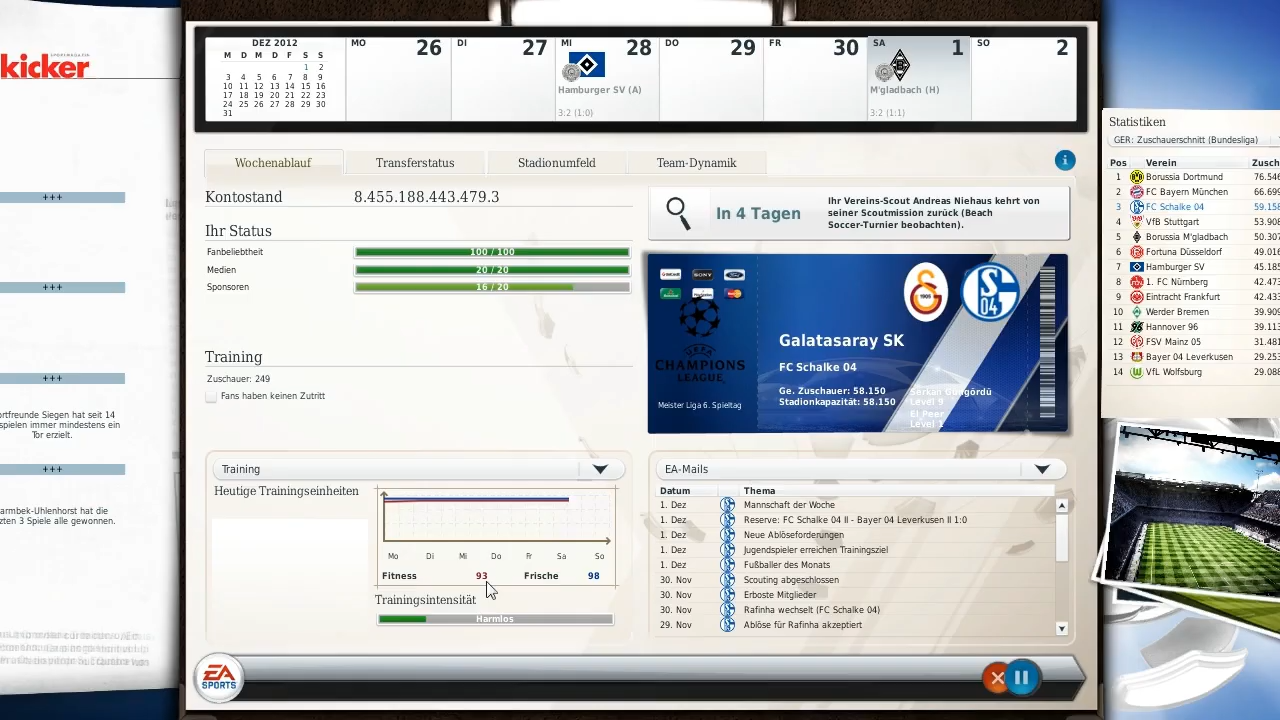 kicker
SPORTMAGAZIN
+++
+++
+++
ortfreunde Siegen hat seit 14
spielen immer mindestens ein
Tor erzielt.
+++
armbek-Uhlenhorst hat die
zten 3 Spiele alle gewonnen.
DEZ 2012
M D M D F S S
1 2
3 4 5 6 7 8 9
10 11 12 13 14 15 16
17 18 19 20 21 22 23
24 25 26 27 28 29 30
31
MO 26
DI 27
MI 28
Hamburger SV (A)
3:2 (1:0)
DO 29
FR 30
SA 1
M'gladbach (H)
3:2 (1:1)
SO 2
Wochenablauf
Transferstatus
Stadionumfeld
Team-Dynamik
i
Kontostand 8.455.188.443.479.3
Ihr Status
Fanbeliebtheit 100 / 100
Medien 20 / 20
Sponsoren 16 / 20
Training
Zuschauer: 249
Fans haben keinen Zutritt
In 4 Tagen
Ihr Vereins-Scout Andreas Niehaus kehrt von
seiner Scoutmission zurück (Beach
Soccer-Turnier beobachten).
SONY
Ford
Heineken
PlayStation
MasterCard
UEFA
CHAMPIONS
LEAGUE
Meister Liga 6. Spieltag
1905
S 04
Galatasaray SK
FC Schalke 04
Ge. Zuschauer: 58.150
Stadionkapazität: 58.150
Serkan Güngördü
Level 9
El Peer
Level 1
Training
Heutige Trainingseinheiten
Mo Di Mi Do Fr Sa So
Fitness 93 Frische 98
Trainingsintensität
Harmlos
EA-Mails
Datum Thema
1. Dez Mannschaft der Woche
1. Dez Reserve: FC Schalke 04 II - Bayer 04 Leverkusen II 1:0
1. Dez Neue Ablöseforderungen
1. Dez Jugendspieler erreichen Trainingsziel
1. Dez Fußballer des Monats
30. Nov Scouting abgeschlossen
30. Nov Erboste Mitglieder
30. Nov Rafinha wechselt (FC Schalke 04)
29. Nov Ablöse für Rafinha akzeptiert
EA
SPORTS
Statistiken
GER: Zuschauerschnitt (Bundesliga)
Pos Verein Zusch
1 Borussia Dortmund 76.546
2 FC Bayern München 66.699
3 FC Schalke 04 59.158
4 VfB Stuttgart 53.908
5 Borussia M'gladbach 50.307
6 Fortuna Düsseldorf 49.016
7 Hamburger SV 45.185
8 1. FC Nürnberg 42.473
9 Eintracht Frankfurt 42.433
10 Werder Bremen 39.909
11 Hannover 96 39.113
12 FSV Mainz 05 31.481
13 Bayer 04 Leverkusen 29.253
14 VfL Wolfsburg 29.088